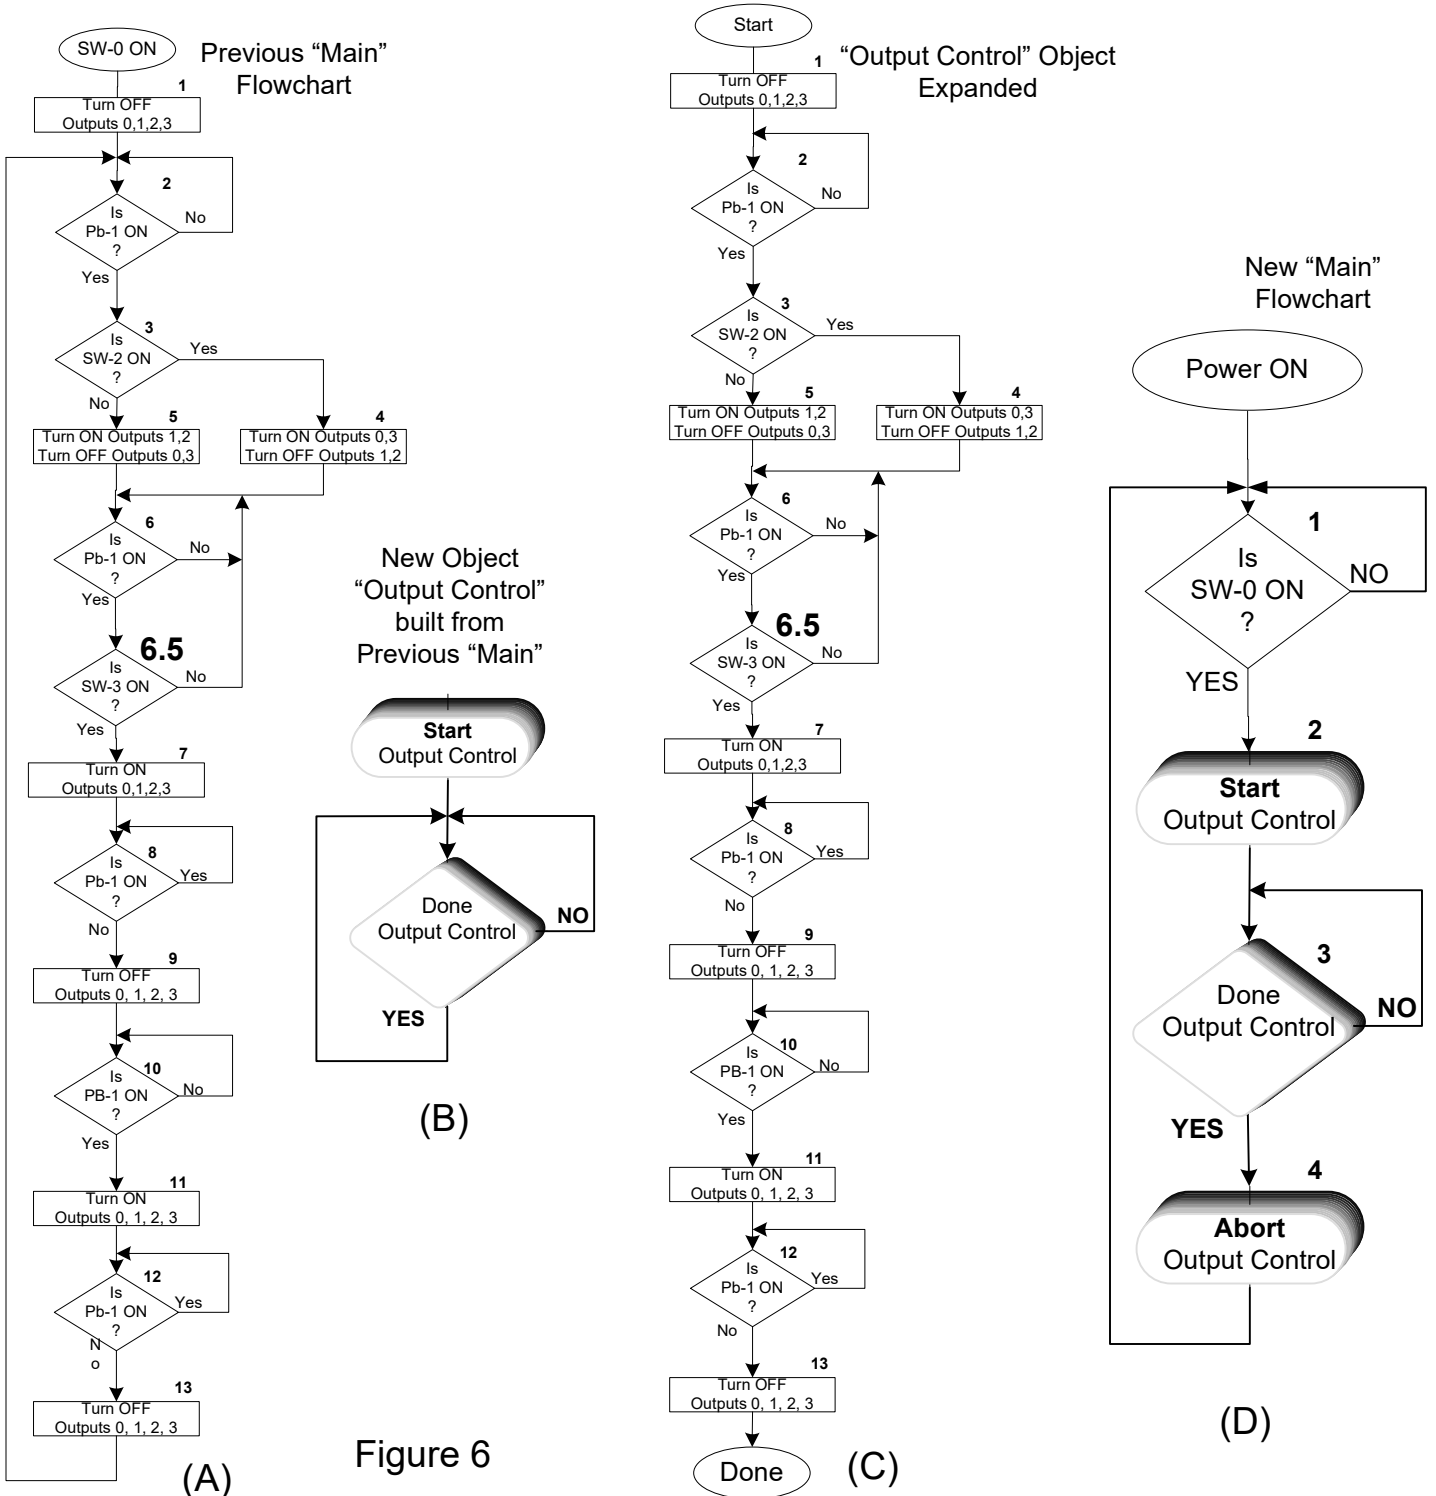 SW-0 ON
Previous “Main”
Flowchart
1
Turn OFF
Outputs 0,1,2,3
2
Is
Pb-1 ON
?
No
Yes
3
Is
SW-2 ON
?
Yes
No
5
Turn ON Outputs 1,2
Turn OFF Outputs 0,3
4
Turn ON Outputs 0,3
Turn OFF Outputs 1,2
6
Is
Pb-1 ON
?
No
Yes
6.5
Is
SW-3 ON
?
No
Yes
7
Turn ON
Outputs 0,1,2,3
8
Is
Pb-1 ON
?
Yes
No
9
Turn OFF
Outputs 0, 1, 2, 3
10
Is
PB-1 ON
?
No
Yes
11
Turn ON
Outputs 0, 1, 2, 3
12
Is
Pb-1 ON
?
Yes
N
o
13
Turn OFF
Outputs 0, 1, 2, 3
(A)
New Object
“Output Control”
built from
Previous “Main”
Start
Output Control
Done
Output Control
NO
YES
(B)
Figure 6
Start
“Output Control” Object
Expanded
1
Turn OFF
Outputs 0,1,2,3
2
Is
Pb-1 ON
?
No
Yes
3
Is
SW-2 ON
?
Yes
No
5
Turn ON Outputs 1,2
Turn OFF Outputs 0,3
4
Turn ON Outputs 0,3
Turn OFF Outputs 1,2
6
Is
Pb-1 ON
?
No
Yes
6.5
Is
SW-3 ON
?
No
Yes
7
Turn ON
Outputs 0,1,2,3
8
Is
Pb-1 ON
?
Yes
No
9
Turn OFF
Outputs 0, 1, 2, 3
10
Is
PB-1 ON
?
No
Yes
11
Turn ON
Outputs 0, 1, 2, 3
12
Is
Pb-1 ON
?
Yes
No
13
Turn OFF
Outputs 0, 1, 2, 3
Done
(C)
New “Main”
Flowchart
Power ON
1
Is
SW-0 ON
?
NO
YES
2
Start
Output Control
3
Done
Output Control
NO
YES
4
Abort
Output Control
(D)